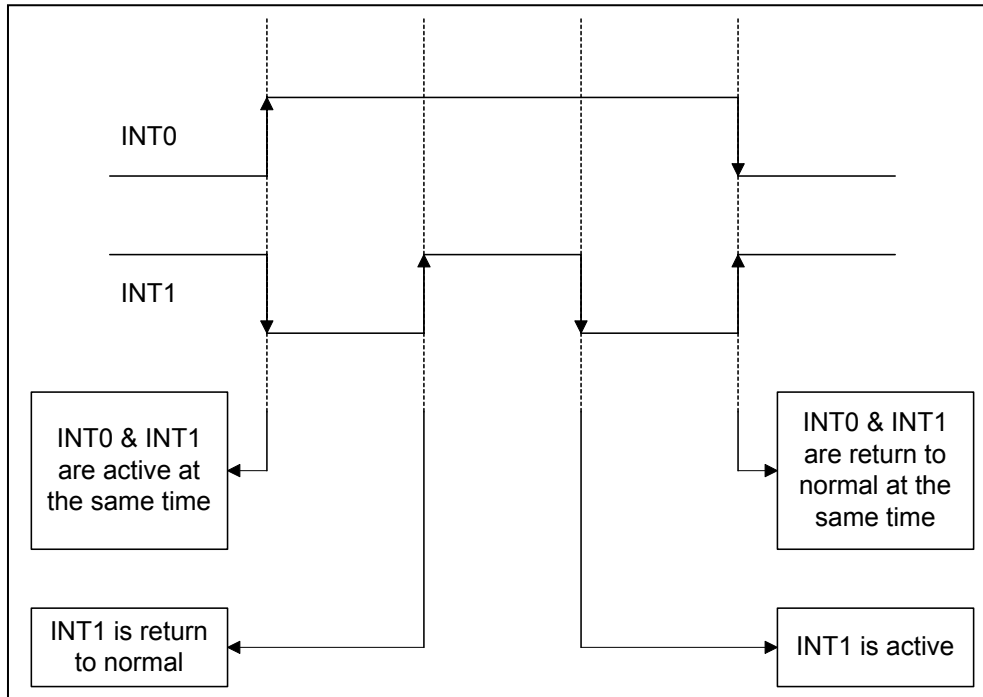 INT0
INT1
INT0 & INT1
are active at
the same time
INT0 & INT1
are return to
normal at the
same time
INT1 is return
to normal
INT1 is active